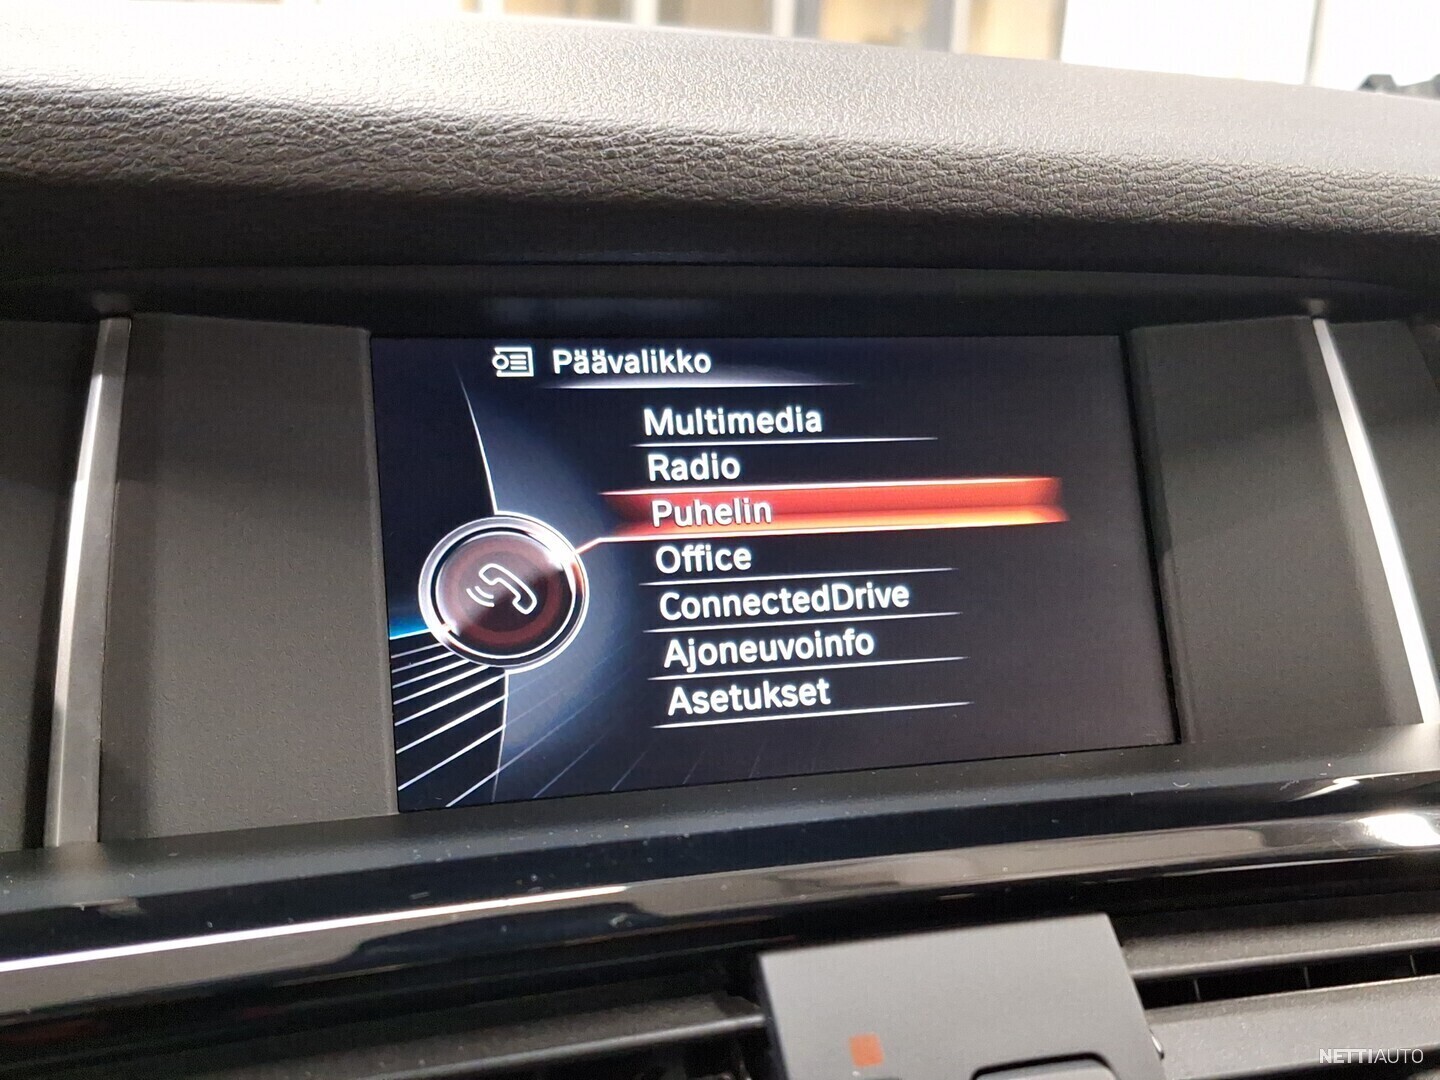 Päävalikko
Multimedia
Radio
Puhelin
Office
ConnectedDrive
Ajoneuvoinfo
Asetukset
NETTIAUTO